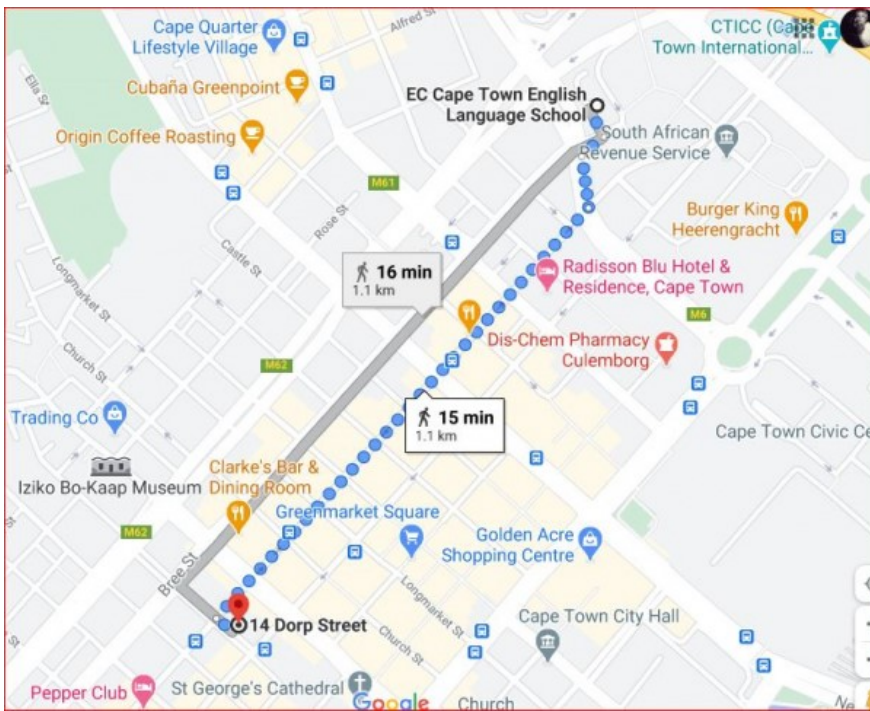 Cape Quarter
Lifestyle Village
Alfred St
CTICC (Cape
Town International...
Cubaña Greenpoint
EC Cape Town English
Language School
Ella St
Origin Coffee Roasting
South African
Revenue Service
M61
Rose St
Burger King
Heerengracht
Castle St
16 min
1.1 km
Radisson Blu Hotel &
Residence, Cape Town
Longmarket St
M6
Dis-Chem Pharmacy
Culemborg
Church St
M62
15 min
1.1 km
Trading Co
Cape Town Civic Ce
Iziko Bo-Kaap Museum
Clarke's Bar &
Dining Room
Greenmarket Square
M62
Golden Acre
Shopping Centre
Bree St
Longmarket St
14 Dorp Street
Cape Town City Hall
Church St
Pepper Club
St George's Cathedral
Google
Church
Ne